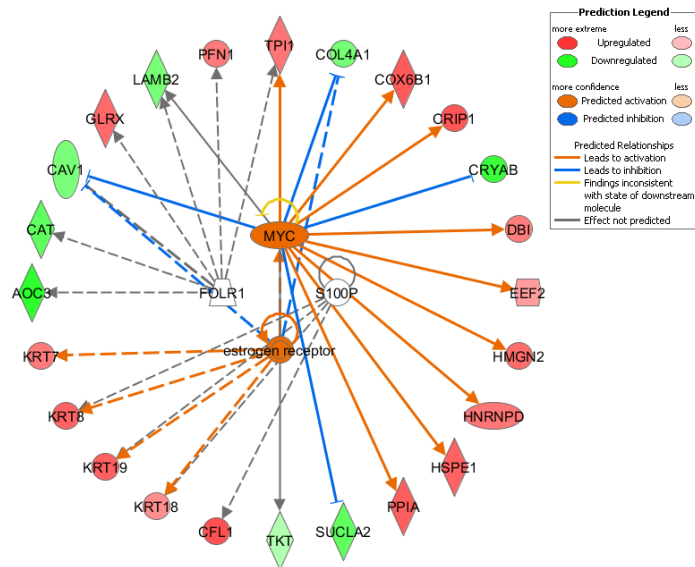 TPI1
PFN1
COL4A1
LAMB2
COX6B1
GLRX
CRIP1
CAV1
CRYAB
CAT
MYC
DBI
AOC3
FOLR1
S100P
EEF2
KRT7
estrogen receptor
HMGN2
KRT8
HNRNPD
KRT19
HSPE1
KRT18
PPIA
CFL1
TKT
SUCLA2
Prediction Legend
more extreme less
Upregulated
Downregulated
more confidence less
Predicted activation
Predicted inhibition
Predicted Relationships
Leads to activation
Leads to inhibition
Findings inconsistent
with state of downstream
molecule
Effect not predicted